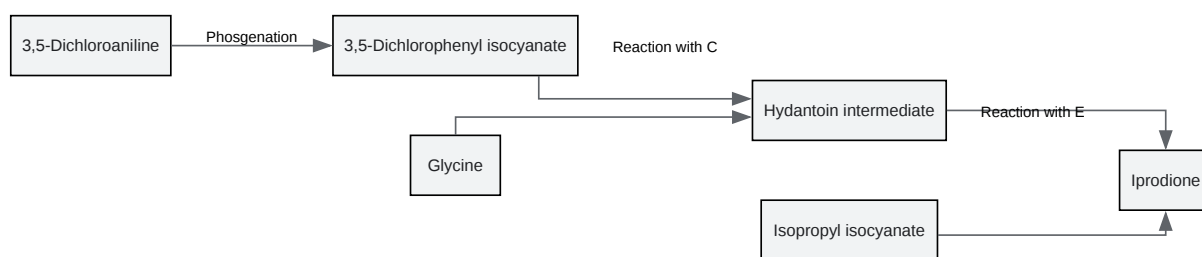 3,5-Dichloroaniline
Phosgenation
3,5-Dichlorophenyl isocyanate
Reaction with C
Glycine
Hydantoin intermediate
Reaction with E
Iprodione
Isopropyl isocyanate